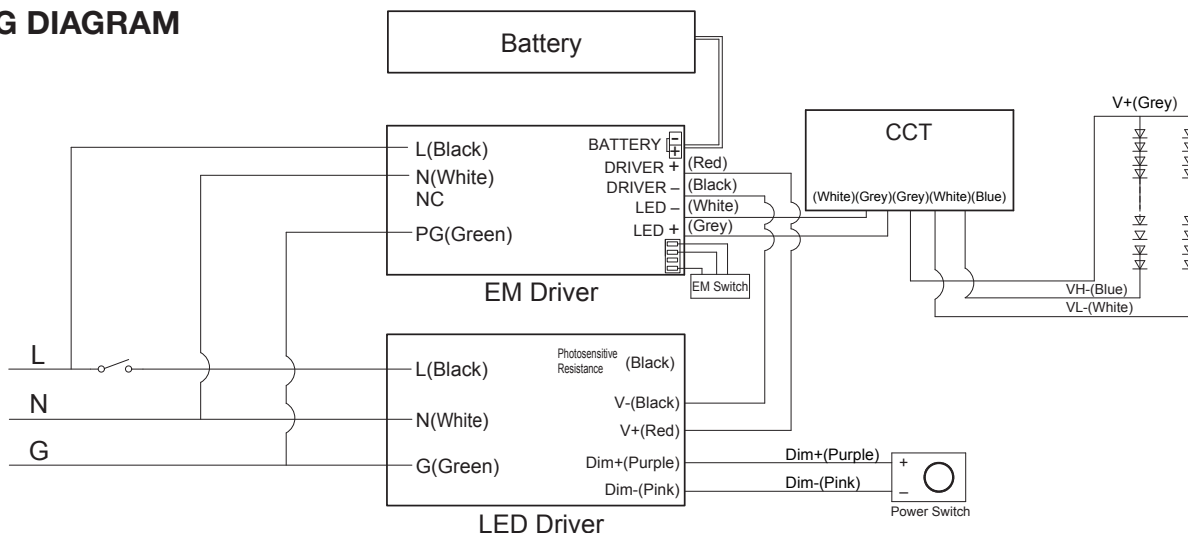 G DIAGRAM
Battery
L(Black)
N(White)
NC
PG(Green)
BATTERY
-
+
DRIVER + (Red)
DRIVER – (Black)
LED – (White)
LED + (Grey)
EM Switch
EM Driver
CCT
(White)(Grey)(Grey)(White)(Blue)
V+(Grey)
VH-(Blue)
VL-(White)
L
N
G
L(Black)
N(White)
G(Green)
Photosensitive
Resistance
(Black)
V-(Black)
V+(Red)
Dim+(Purple)
Dim-(Pink)
LED Driver
Dim+(Purple)
Dim-(Pink)
+
–
Power Switch